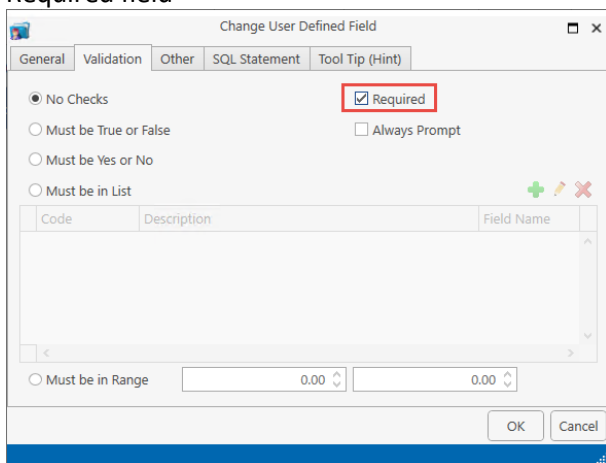 Required field
Change User Defined Field
General Validation Other SQL Statement Tool Tip (Hint)
No Checks Required
Must be True or False Always Prompt
Must be Yes or No
Must be in List
Code Description Field Name
Must be in Range 0.00 0.00
OK Cancel